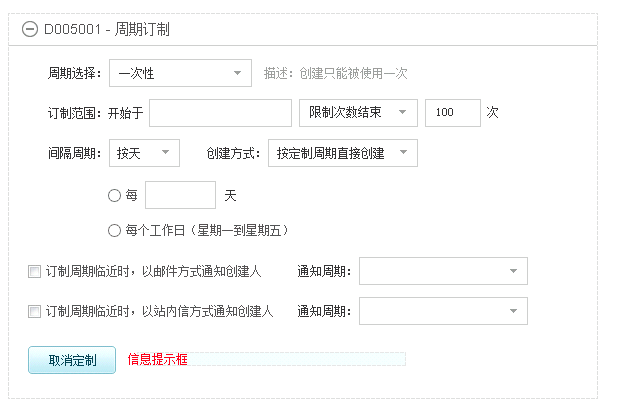 D005001 - 周期订制
周期选择: 一次性 描述: 创建只能被使用一次
订制范围: 开始于 限制次数结束 100 次
间隔周期: 按天 创建方式: 按定制周期直接创建
每 天
每个工作日（星期一到星期五）
订制周期临近时，以邮件方式通知创建人 通知周期:
订制周期临近时，以站内信方式通知创建人 通知周期:
取消定制 信息提示框